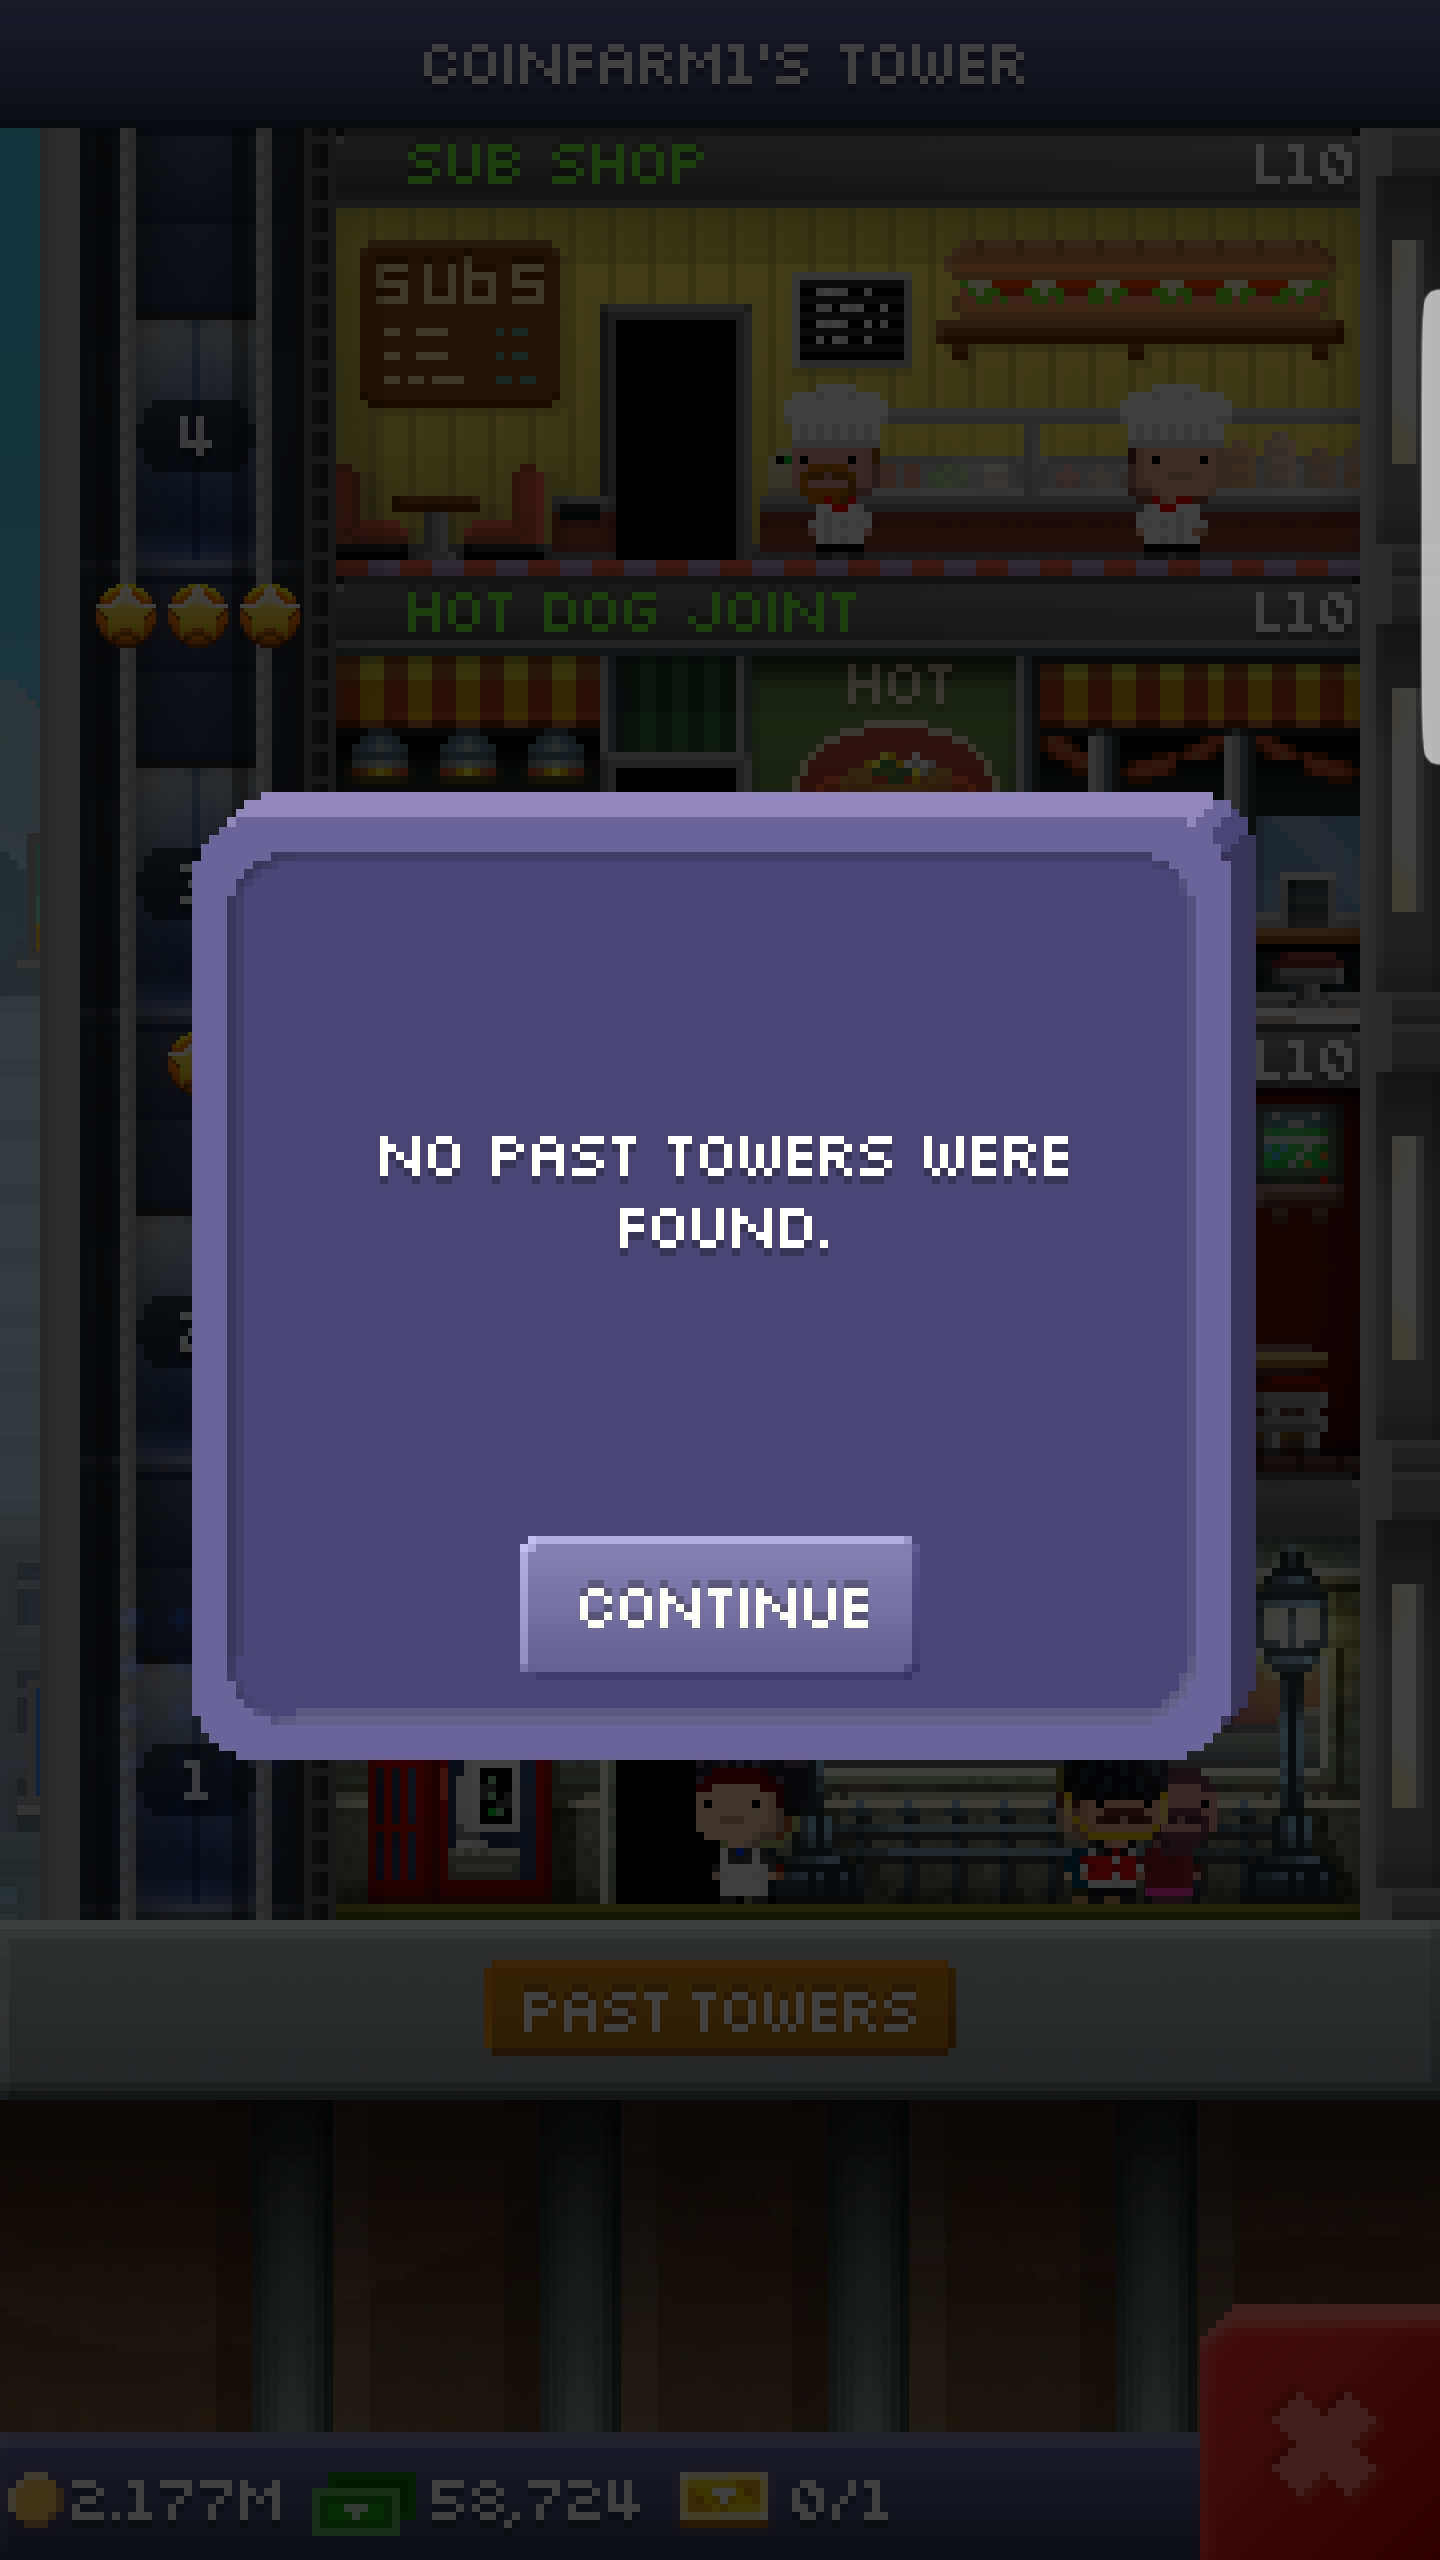 COINFARM1'S TOWER
SUB SHOP L10
subs
4
HOT DOG JOINT L10
HOT
L10
NO PAST TOWERS WERE
FOUND.
CONTINUE
1
PAST TOWERS
2.177M 58,724 0/1